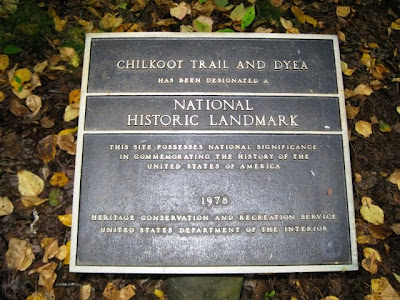 CHILKOOT TRAIL AND DYEA
HAS BEEN DESIGNATED A
NATIONAL
HISTORIC LANDMARK
THIS SITE POSSESSES NATIONAL SIGNIFICANCE
IN COMMEMORATING THE HISTORY OF THE
UNITED STATES OF AMERICA
1978
HERITAGE CONSERVATION AND RECREATION SERVICE
UNITED STATES DEPARTMENT OF THE INTERIOR